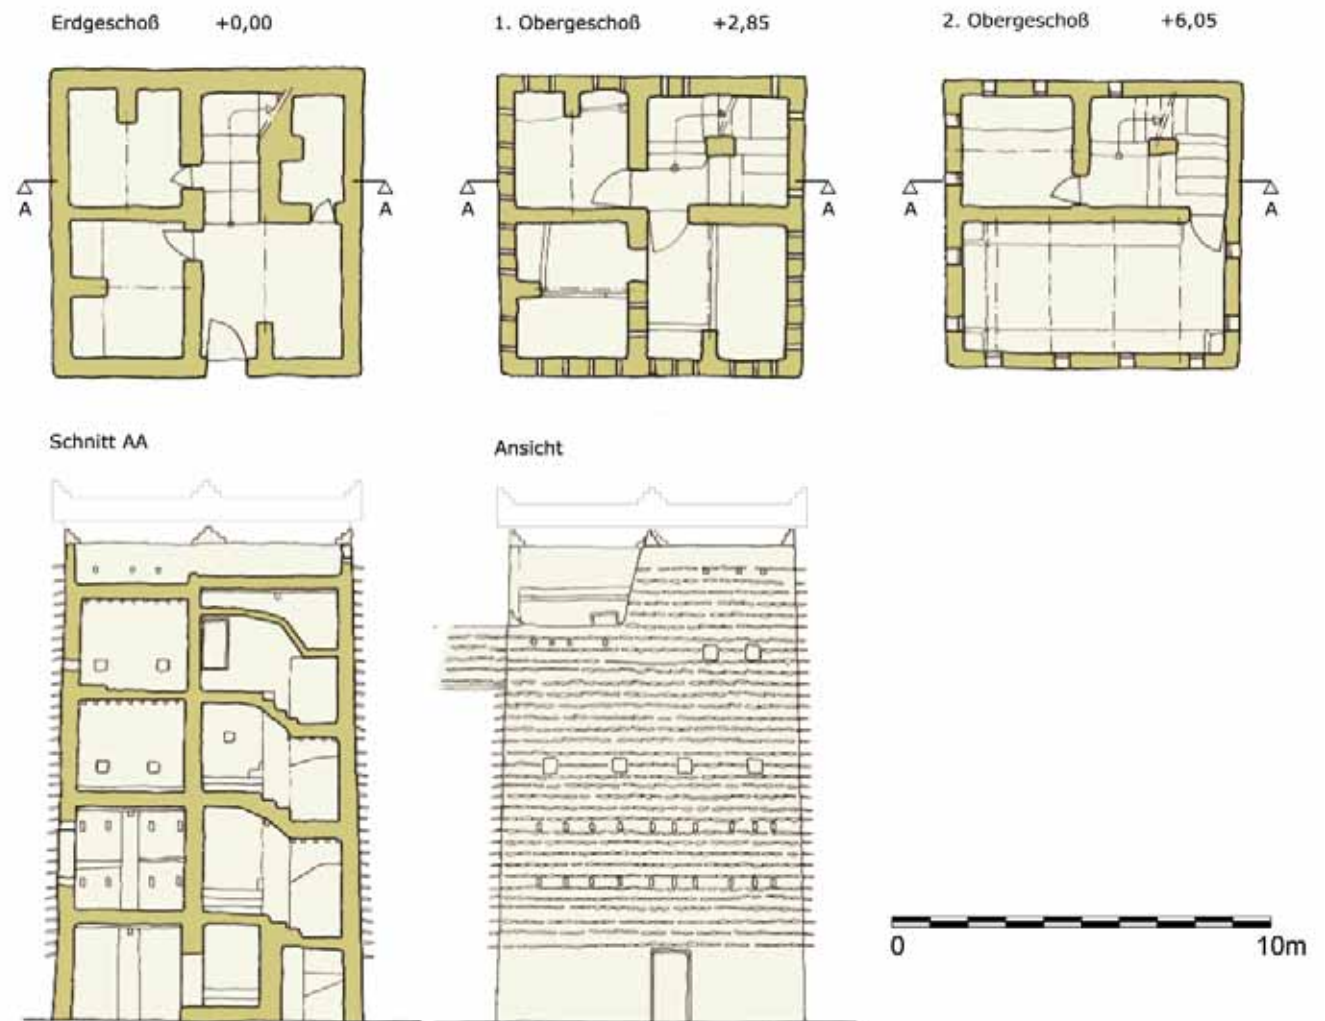 Erdgeschoß +0,00
1. Obergeschoß +2,85
2. Obergeschoß +6,05
A A
A A
A A
Schnitt AA
Ansicht
0 10m